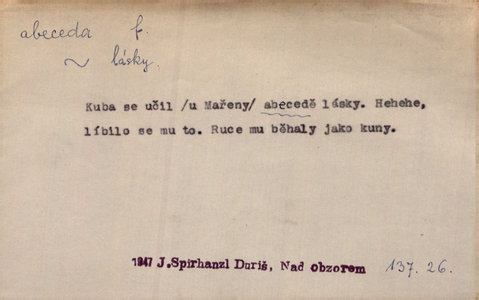 abeceda f.
~ lásky.
Kuba se učil /u Mařeny/ abecedě lásky. Hehehe,
líbilo se mu to. Ruce mu běhaly jako kuny.
1947 J.Spirhanzl Duriš, Nad obzorem 137. 26.